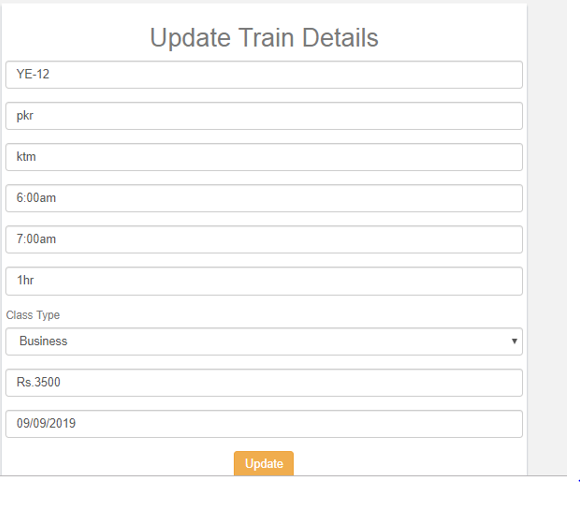 Update Train Details
YE-12
pkr
ktm
6:00am
7:00am
1hr
Class Type
Business
Rs.3500
09/09/2019
Update